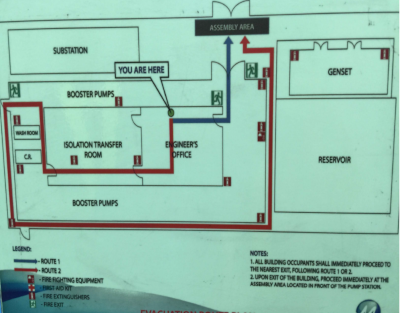 ASSEMBLY AREA
SUBSTATION
YOU ARE HERE
GENSET
BOOSTER PUMPS
WASH ROOM
C.R.
ISOLATION TRANSFER
ROOM
ENGINEER'S
OFFICE
RESERVOIR
BOOSTER PUMPS
LEGEND:
- ROUTE 1
- ROUTE 2
- FIRE FIGHTING EQUIPMENT
- FIRST AID KIT
- FIRE EXTINGUISHERS
- FIRE EXIT
NOTES:
1. ALL BUILDING OCCUPANTS SHALL IMMEDIATELY PROCEED TO
THE NEAREST EXIT, FOLLOWING ROUTE 1 OR 2.
2. UPON EXIT OF THE BUILDING, PROCEED IMMEDIATELY AT THE
ASSEMBLY AREA LOCATED IN FRONT OF THE PUMP STATION.